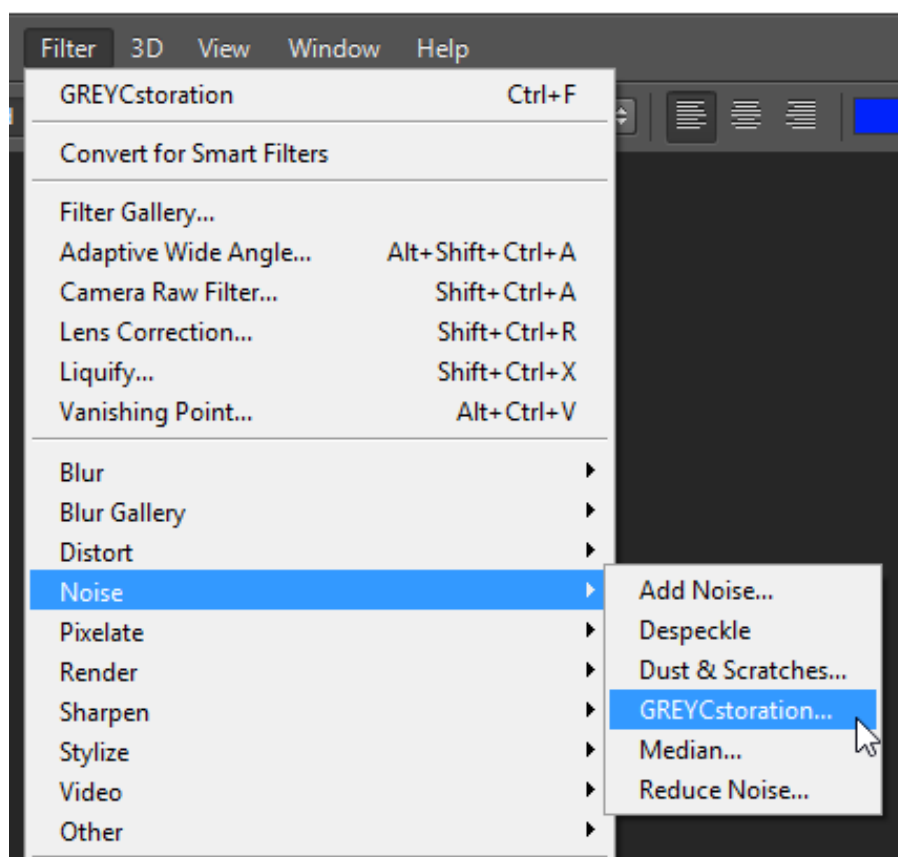 Filter 3D View Window Help
GREYCstoration Ctrl+F
Convert for Smart Filters
Filter Gallery...
Adaptive Wide Angle... Alt+Shift+Ctrl+A
Camera Raw Filter... Shift+Ctrl+A
Lens Correction... Shift+Ctrl+R
Liquify... Shift+Ctrl+X
Vanishing Point... Alt+Ctrl+V
Blur
Blur Gallery
Distort
Noise
Pixelate
Render
Sharpen
Stylize
Video
Other
Add Noise...
Despeckle
Dust & Scratches...
GREYCstoration...
Median...
Reduce Noise...